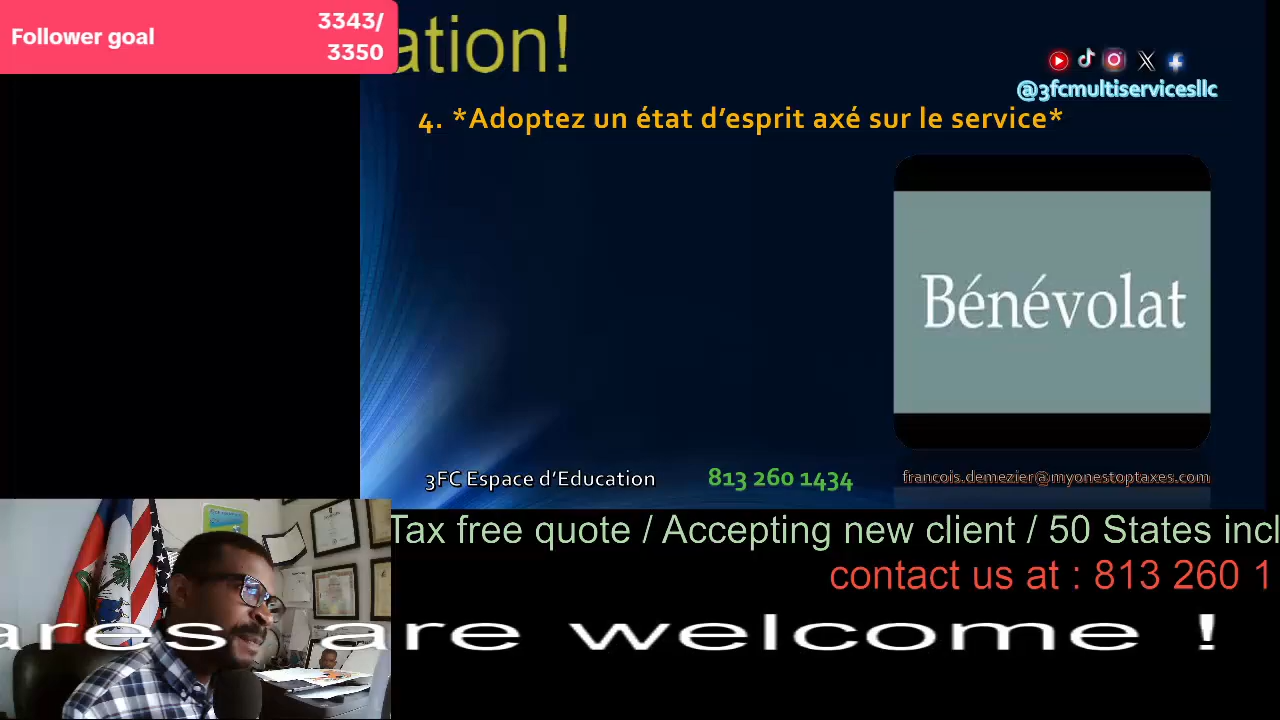 Follower goal
3343/
3350
ation!
@3fcmultiservicesllc
4. *Adoptez un état d’esprit axé sur le service*
Bénévolat
3FC Espace d’Education
813 260 1434
francois.demezier@myonestoptaxes.com
Tax free quote / Accepting new client / 50 States incl
contact us at : 813 260 1
ares are welcome !